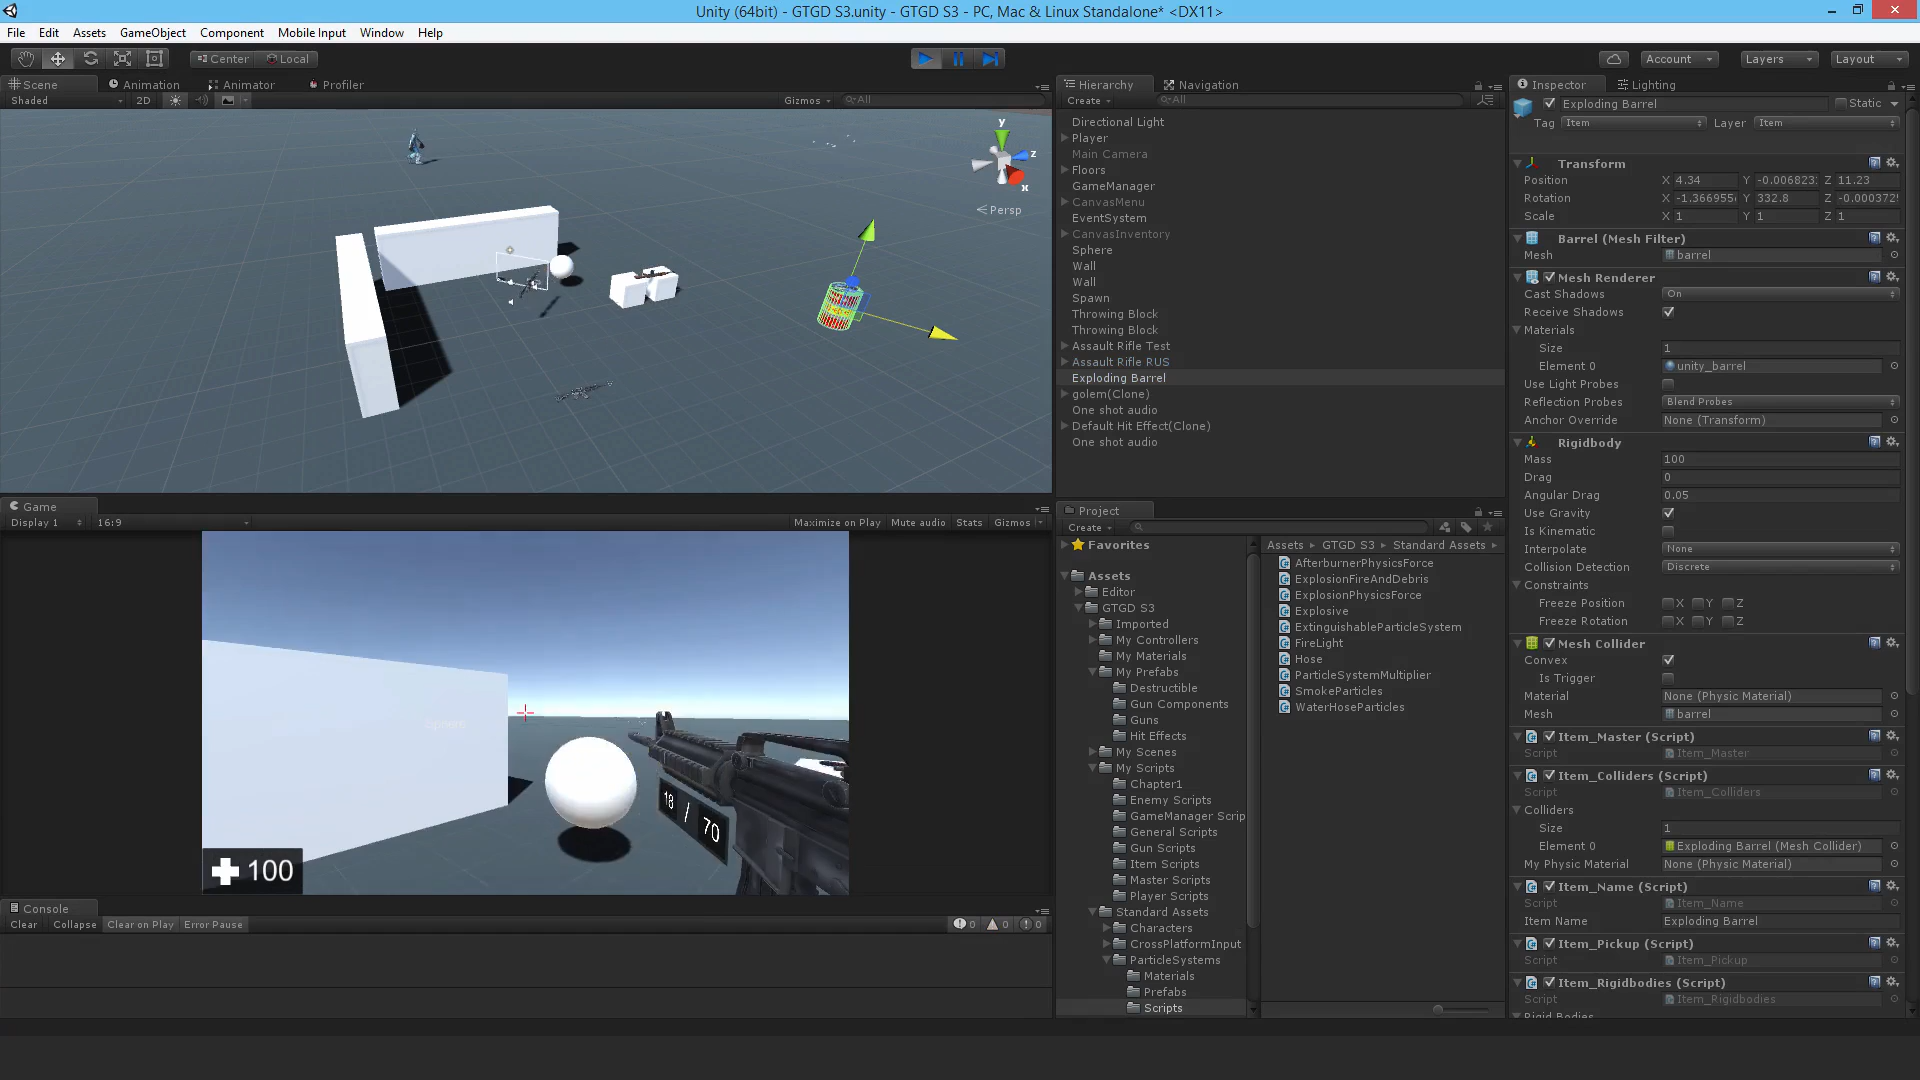 Unity (64bit) - GTGD S3.unity - GTGD S3 - PC, Mac & Linux Standalone* <DX11>
File Edit Assets GameObject Component Mobile Input Window Help
Center Local Account Layers Layout
Scene Animation Animator Profiler
Shaded 2D Gizmos All
y
z
x
Persp
Game
Display 1 16:9 Maximize on Play Mute audio Stats Gizmos
18 / 70
100
Console
Clear Collapse Clear on Play Error Pause 0 0 0
Hierarchy Navigation
Create All
Directional Light
Player
Main Camera
Floors
GameManager
CanvasMenu
EventSystem
CanvasInventory
Sphere
Wall
Wall
Spawn
Throwing Block
Throwing Block
Assault Rifle Test
Assault Rifle RUS
Exploding Barrel
golem(Clone)
One shot audio
Default Hit Effect(Clone)
One shot audio
Project
Create
Favorites
Assets
Editor
GTGD S3
Imported
My Controllers
My Materials
My Prefabs
Destructible
Gun Components
Guns
Hit Effects
My Scenes
My Scripts
Chapter1
Enemy Scripts
GameManager Scrip
General Scripts
Gun Scripts
Item Scripts
Master Scripts
Player Scripts
Standard Assets
Characters
CrossPlatformInput
ParticleSystems
Materials
Prefabs
Scripts
Assets GTGD S3 Standard Assets
AfterburnerPhysicsForce
ExplosionFireAndDebris
ExplosionPhysicsForce
Explosive
ExtinguishableParticleSystem
FireLight
Hose
ParticleSystemMultiplier
SmokeParticles
WaterHoseParticles
Inspector Lighting
Exploding Barrel Static
Tag Item Layer Item
Transform
Position X 4.34 Y -0.006823 Z 11.23
Rotation X -1.366955 Y 332.8 Z -0.000372
Scale X 1 Y 1 Z 1
Barrel (Mesh Filter)
Mesh barrel
Mesh Renderer
Cast Shadows On
Receive Shadows
Materials
Size 1
Element 0 unity_barrel
Use Light Probes
Reflection Probes Blend Probes
Anchor Override None (Transform)
Rigidbody
Mass 100
Drag 0
Angular Drag 0.05
Use Gravity
Is Kinematic
Interpolate None
Collision Detection Discrete
Constraints
Freeze Position X Y Z
Freeze Rotation X Y Z
Mesh Collider
Convex
Is Trigger
Material None (Physic Material)
Mesh barrel
Item_Master (Script)
Script Item_Master
Item_Colliders (Script)
Script Item_Colliders
Colliders
Size 1
Element 0 Exploding Barrel (Mesh Collider)
My Physic Material None (Physic Material)
Item_Name (Script)
Script Item_Name
Item Name Exploding Barrel
Item_Pickup (Script)
Script Item_Pickup
Item_Rigidbodies (Script)
Script Item_Rigidbodies
Rigid Bodies